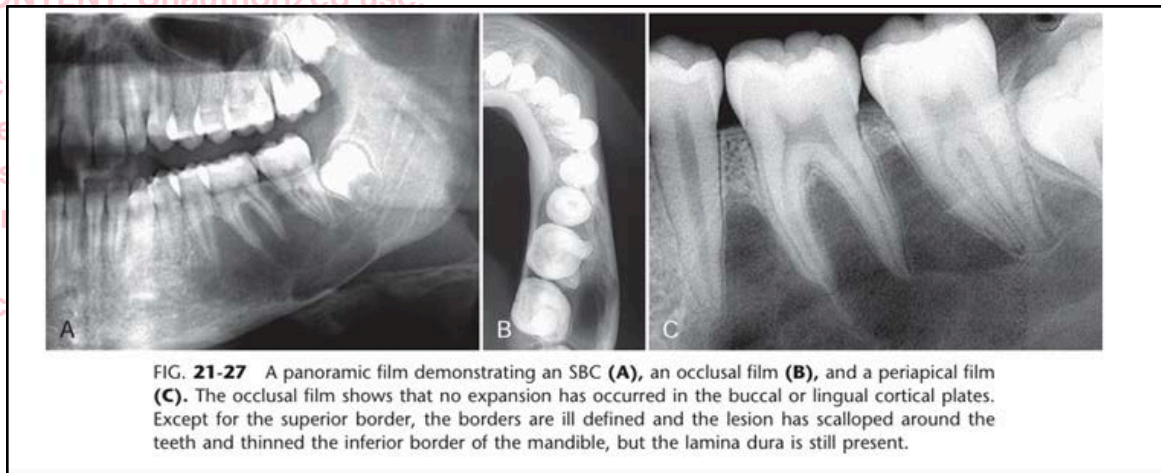 CONTENT. Unauthorized use.
A
B
C
FIG. 21-27 A panoramic film demonstrating an SBC (A), an occlusal film (B), and a periapical film
(C). The occlusal film shows that no expansion has occurred in the buccal or lingual cortical plates.
Except for the superior border, the borders are ill defined and the lesion has scalloped around the
teeth and thinned the inferior border of the mandible, but the lamina dura is still present.